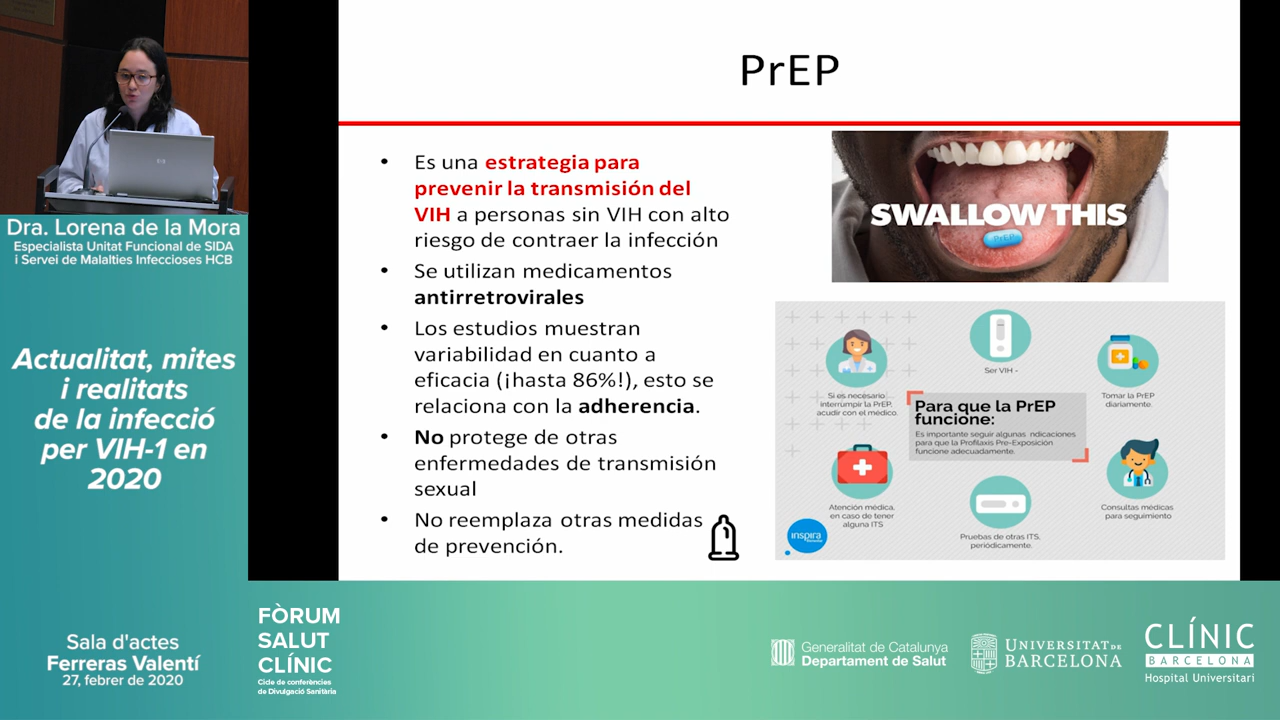 Dra. Lorena de la Mora
Especialista Unitat Funcional de SIDA
i Servei de Malalties Infeccioses HCB
Actualitat, mites
i realitats
de la infecció
per VIH-1 en
2020
Sala d'actes
Ferreras Valentí
27, febrer de 2020
PrEP
• Es una estrategia para
prevenir la transmisión del
VIH a personas sin VIH con alto
riesgo de contraer la infección
• Se utilizan medicamentos
antirretrovirales
• Los estudios muestran
variabilidad en cuanto a
eficacia (¡hasta 86%!), esto se
relaciona con la adherencia.
• No protege de otras
enfermedades de transmisión
sexual
• No reemplaza otras medidas
de prevención.
SWALLOW THIS
PrEP
Ser VIH -
Si es necesario
interrumpir la PrEP,
acudir con el médico.
Tomar la PrEP
diariamente.
Para que la PrEP
funcione:
Es importante seguir algunas ndicaciones
para que la Profilaxis Pre-Exposición
funcione adecuadamente.
Atención médica,
en caso de tener
alguna ITS
Consultas médicas
para seguimiento
Pruebas de otras ITS,
periódicamente.
inspira
FÒRUM
SALUT
CLÍNIC
Cicle de conferències
de Divulgació Sanitària
Generalitat de Catalunya
Departament de Salut
UNIVERSITAT DE
BARCELONA
CLÍNIC
BARCELONA
Hospital Universitari